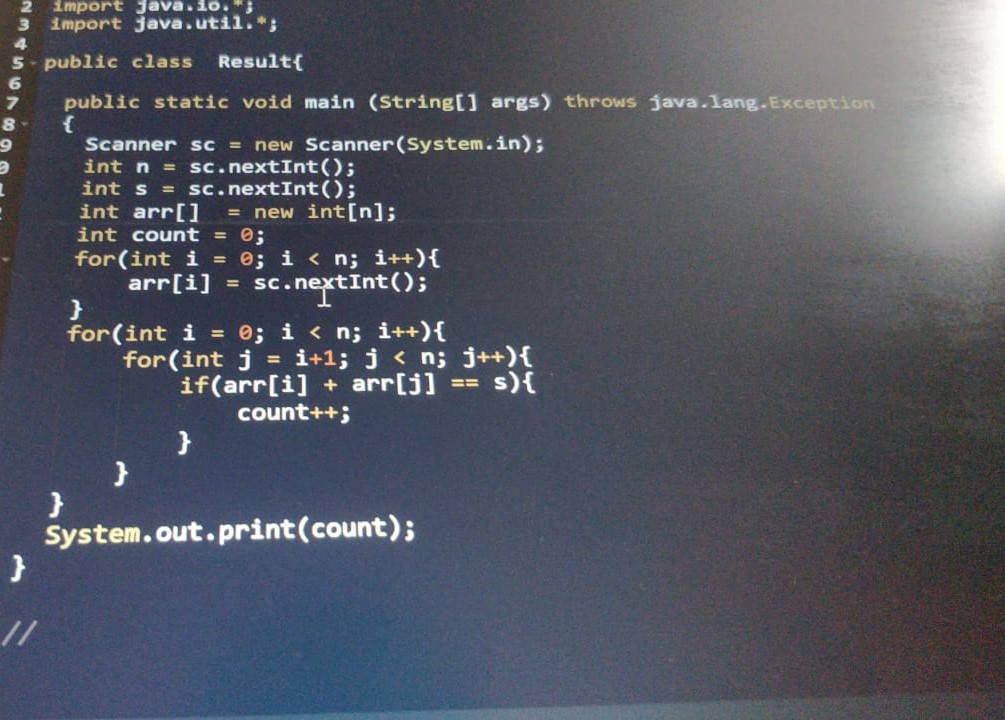 2 import java.io.*;
3 import java.util.*;
4
5 public class Result{
6
7 public static void main (String[] args) throws java.lang.Exception
8 {
9 Scanner sc = new Scanner(System.in);
0 int n = sc.nextInt();
int s = sc.nextInt();
int arr[] = new int[n];
int count = 0;
for(int i = 0; i < n; i++){
arr[i] = sc.nextInt();
}
for(int i = 0; i < n; i++){
for(int j = i+1; j < n; j++){
if(arr[i] + arr[j] == s){
count++;
}
}
}
System.out.print(count);
}
//